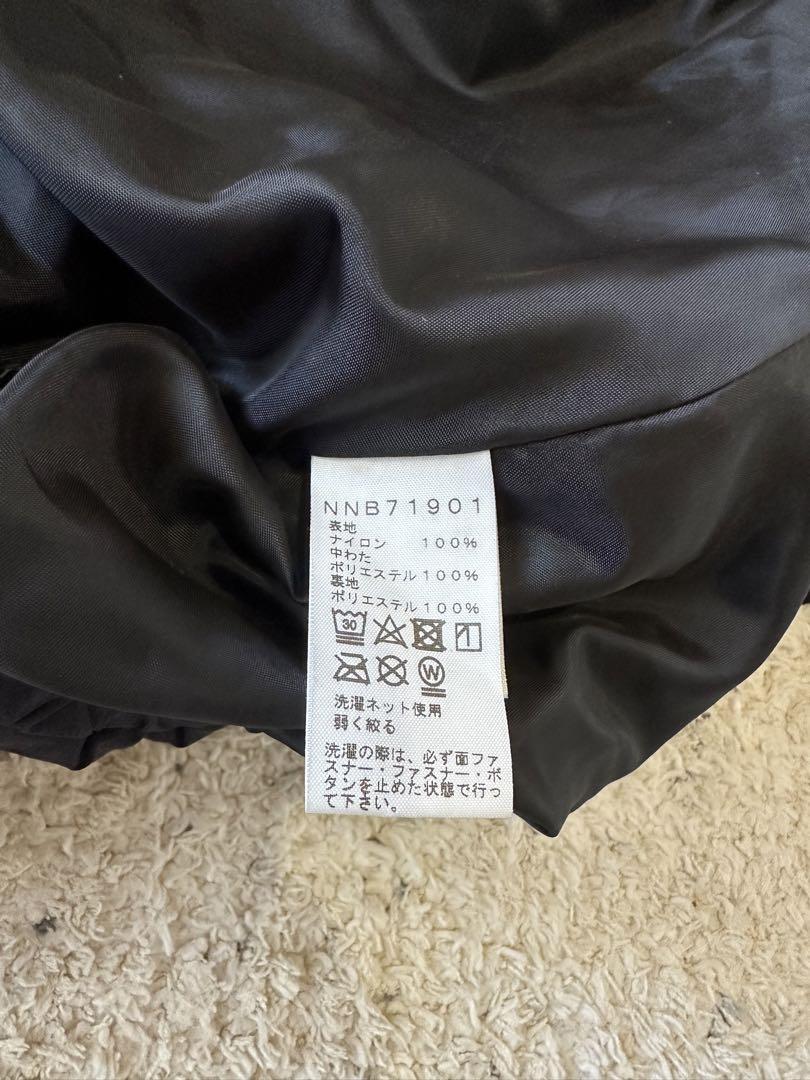 NNB71901
表地
ナイロン 100%
中わた
ポリエステル100%
裏地
ポリエステル100%
30
W
洗濯ネット使用
弱く絞る
洗濯の際は、必ず面ファ
スナー・ファスナー・ボ
タンを止めた状態で行っ
て下さい。